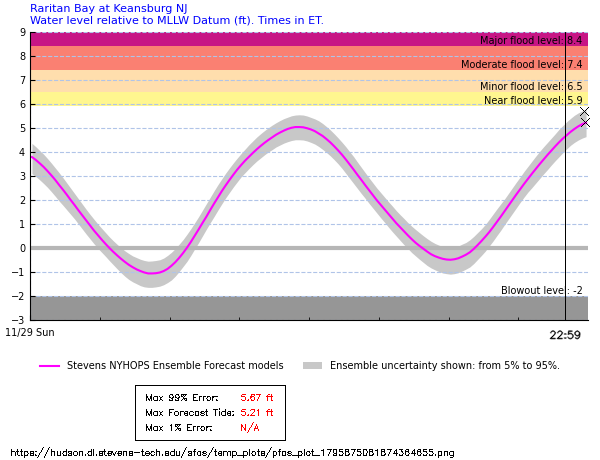 Raritan Bay at Keansburg NJ
Water level relative to MLLW Datum (ft). Times in ET.
9
Major flood level: 8.4
8
Moderate flood level: 7.4
7
Minor flood level: 6.5
Near flood level: 5.9
6
5
4
3
2
1
0
−1
Blowout level: -2
−2
−3
11/29 Sun
22:59
Stevens NYHOPS Ensemble Forecast models
Ensemble uncertainty shown: from 5% to 95%.
Max 99% Error: 5.67 ft
Max Forecast Tide: 5.21 ft
Max 1% Error: N/A
https://hudson.dl.stevens-tech.edu/sfas/temp_plots/pfas_plot_1795875081874364655.png